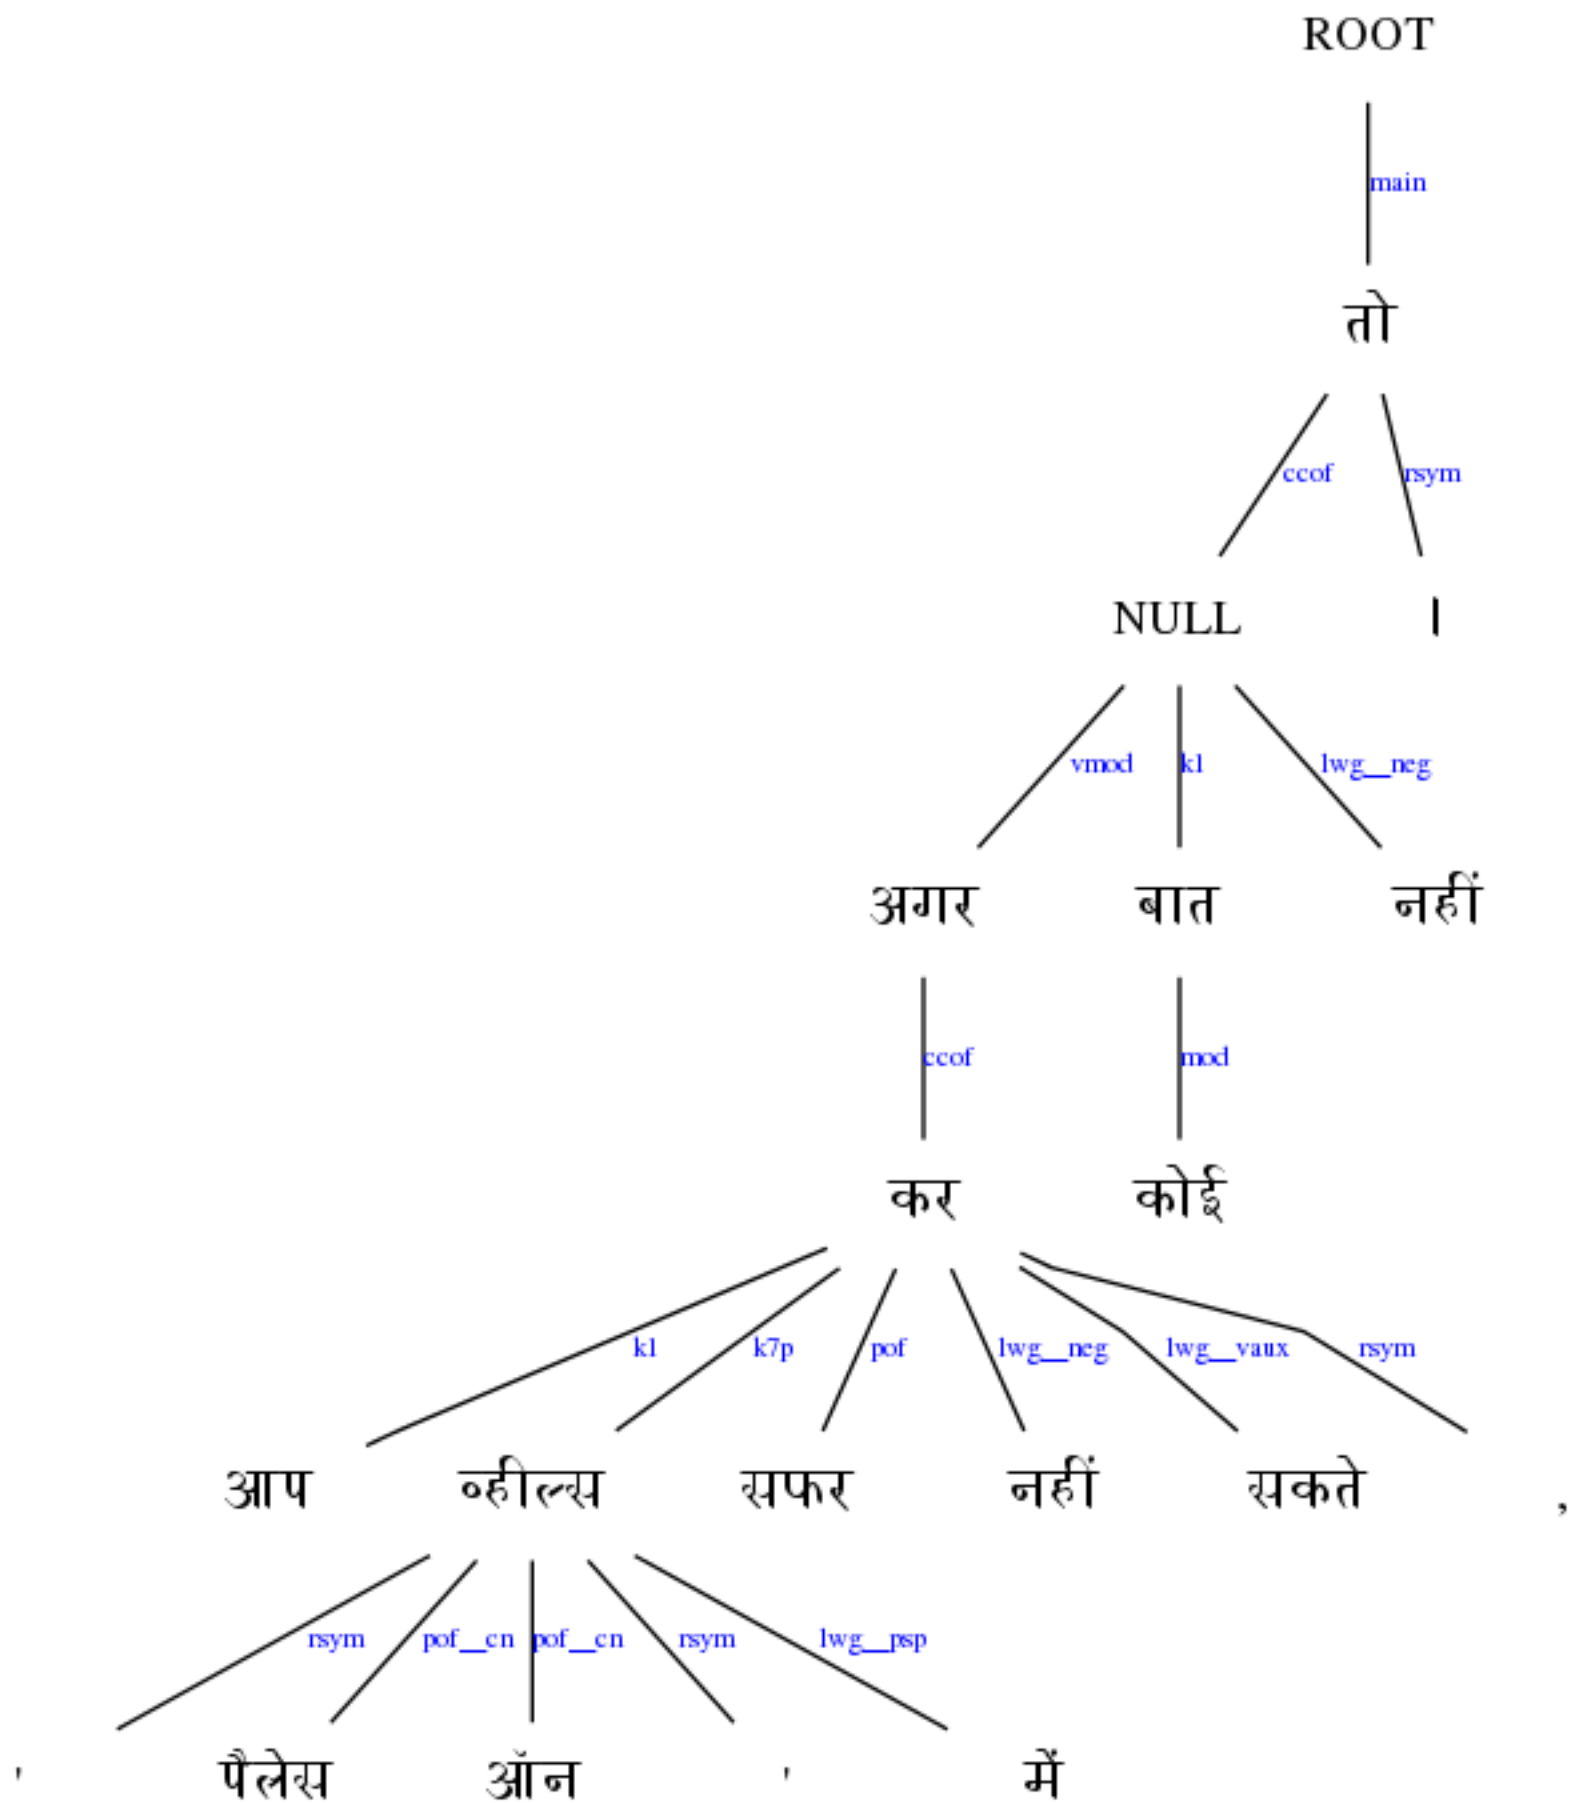 ROOT
main
तो
ccof rsym
NULL ।
vmod k1 lwg__neg
अगर बात नहीं
ccof mod
कर कोई
k1 k7p pof lwg__neg lwg__vaux rsym
आप व्हील्स सफर नहीं सकते ,
rsym pof__cn pof__cn rsym lwg__psp
' पैलेस ऑन ' में